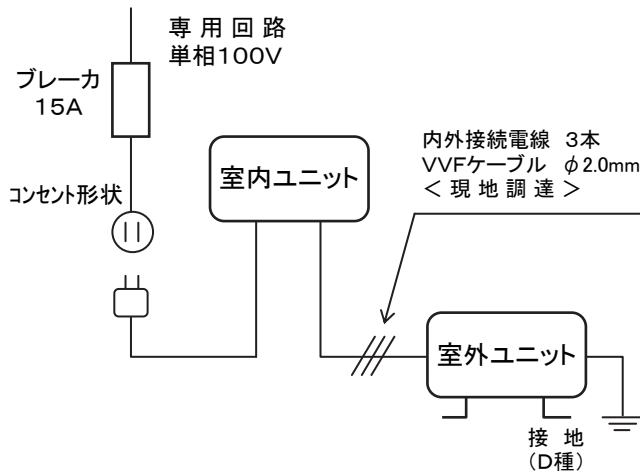 専用回路
単相100V
ブレーカ
15A
コンセント形状
室内ユニット
内外接続電線 3本
VVFケーブル φ2.0mm
<現地調達>
室外ユニット
接地
(D種)